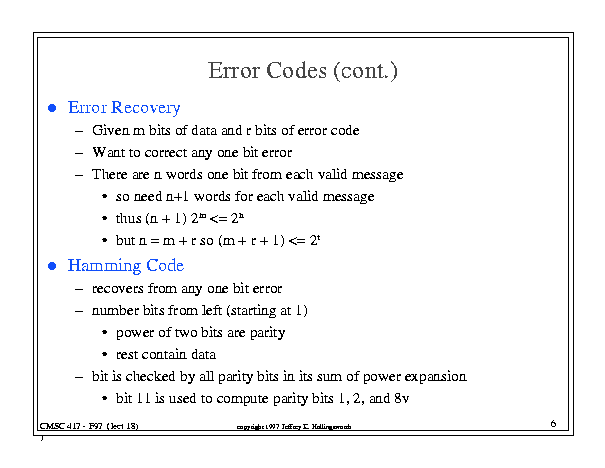 Error Codes (cont.)
● Error Recovery
– Given m bits of data and r bits of error code
– Want to correct any one bit error
– There are n words one bit from each valid message
• so need n+1 words for each valid message
• thus (n + 1) 2ᵐ <= 2ⁿ
• but n = m + r so (m + r + 1) <= 2ʳ
● Hamming Code
– recovers from any one bit error
– number bits from left (starting at 1)
• power of two bits are parity
• rest contain data
– bit is checked by all parity bits in its sum of power expansion
• bit 11 is used to compute parity bits 1, 2, and 8v
CMSC 417 - F97 (lect 18)
copyright 1997 Jeffrey K. Hollingsworth
6
)